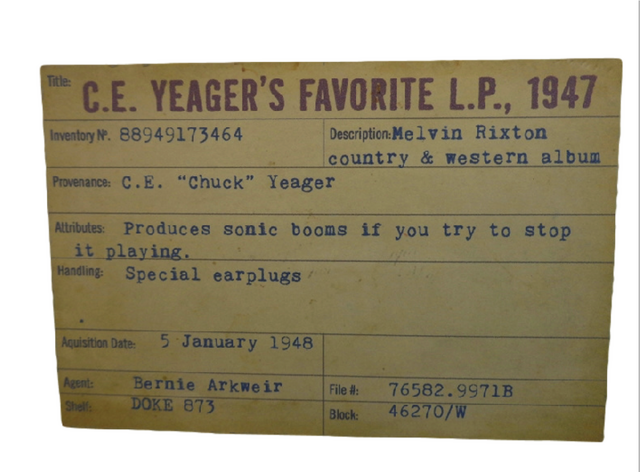 Title: C.E. YEAGER'S FAVORITE L.P., 1947
Inventory Nº. 88949173464
Description: Melvin Rixton
country & western album
Provenance: C.E. "Chuck" Yeager
Attributes: Produces sonic booms if you try to stop
it playing.
Handling: Special earplugs
Aquisition Date: 5 January 1948
Agent: Bernie Arkweir
File #: 76582.9971B
Shelf: DOKE 873
Block: 46270/W